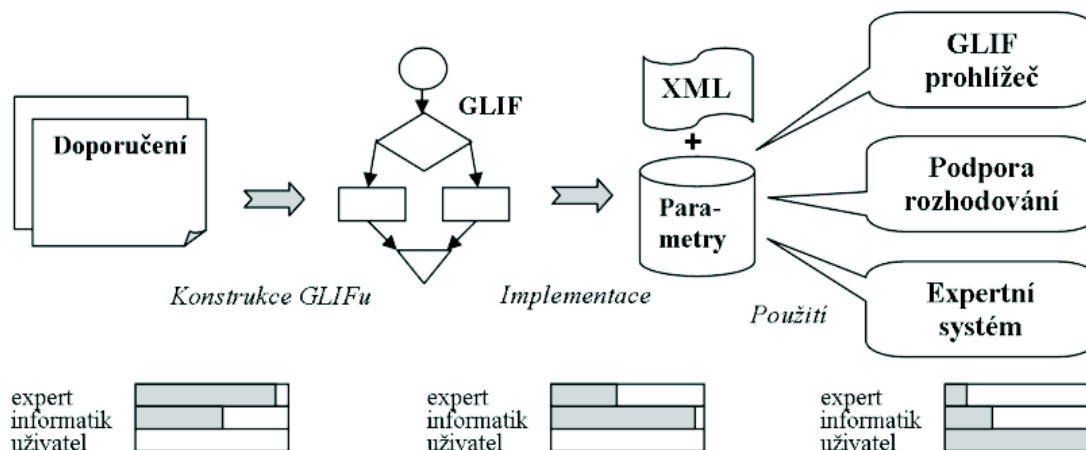 Doporučení
GLIF
XML
+
Para-
metry
GLIF
prohlížeč
Podpora
rozhodování
Expertní
systém
Konstrukce GLIFu
Implementace
Použití
expert
informatik
uživatel
expert
informatik
uživatel
expert
informatik
uživatel